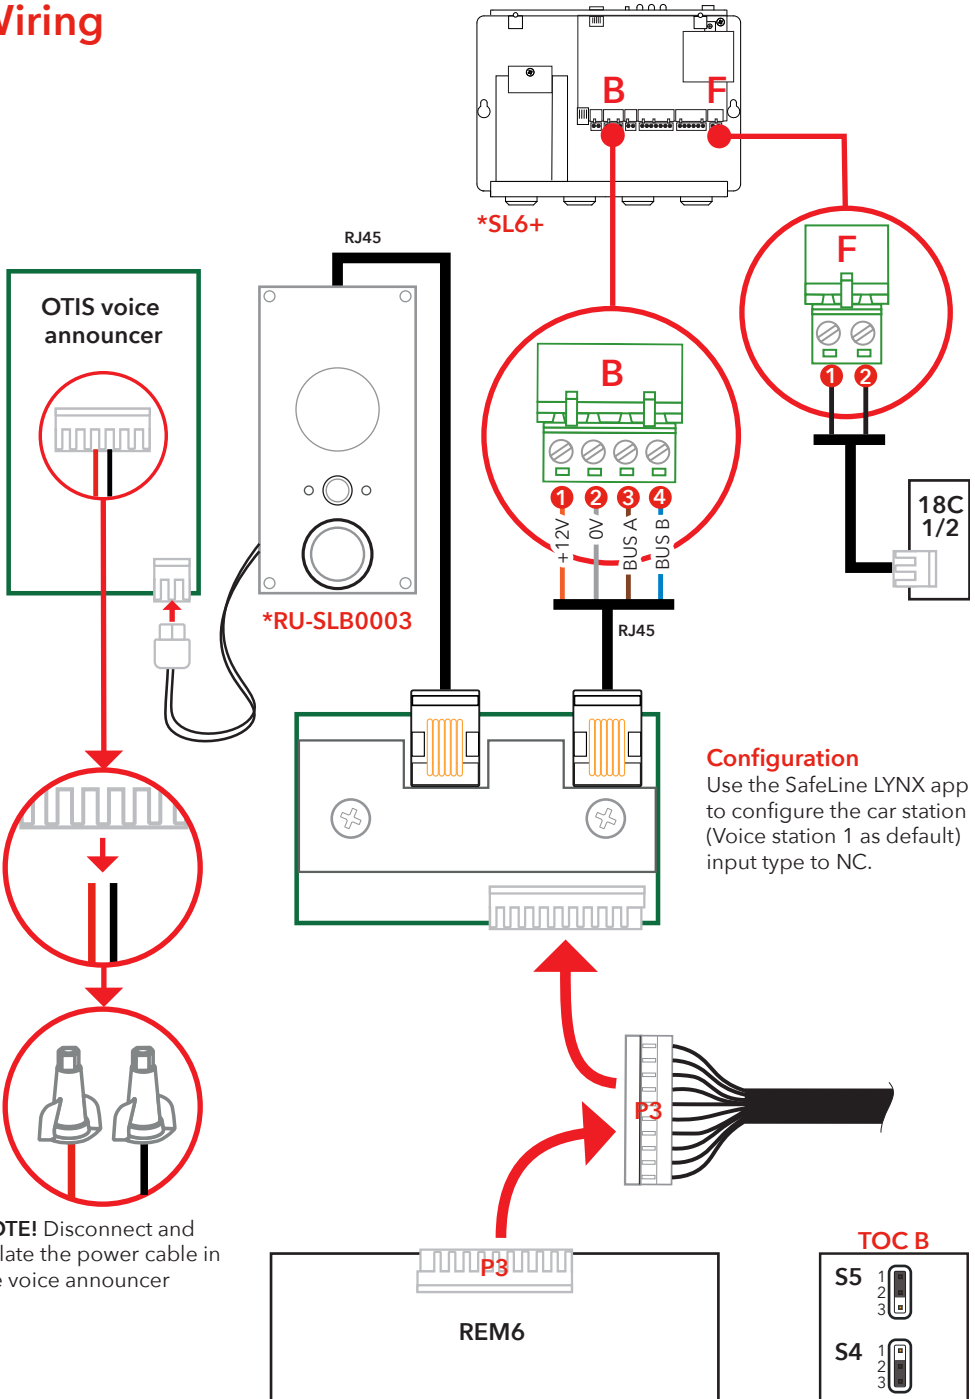 Wiring
B
F
*SL6+
RJ45
OTIS voice
announcer
F
1 2
B
1 2 3 4
+12V
0V
BUS A
BUS B
18C
1/2
*RU-SLB0003
RJ45
Configuration
Use the SafeLine LYNX app
to configure the car station
(Voice station 1 as default)
input type to NC.
P3
OTE! Disconnect and
late the power cable in
e voice announcer
P3
REM6
TOC B
S5
1
2
3
S4
1
2
3